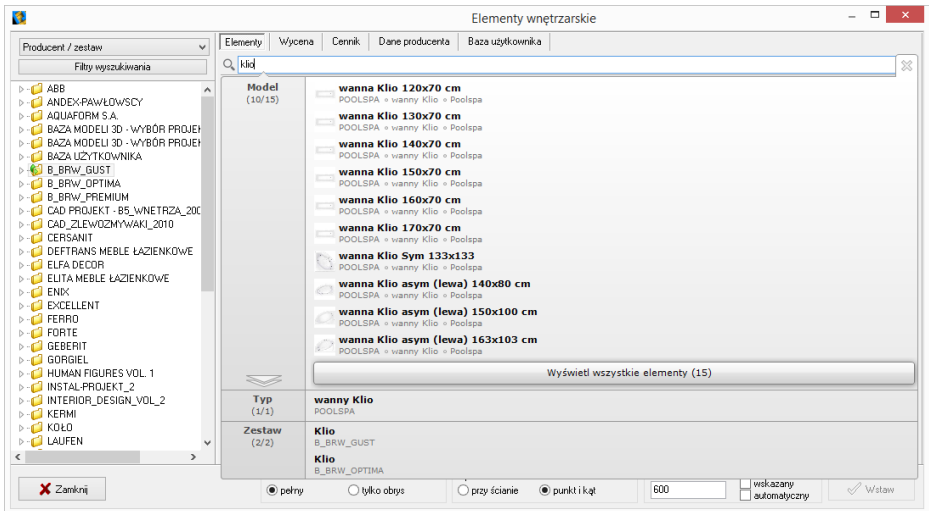 Elementy wnętrzarskie
Producent / zestaw
Filtry wyszukiwania
ABB
ANDEX-PAWŁOWSCY
AQUAFORM S.A.
BAZA MODELI 3D - WYBÓR PROJEK
BAZA MODELI 3D - WYBÓR PROJEK
BAZA UŻYTKOWNIKA
B_BRW_GUST
B_BRW_OPTIMA
B_BRW_PREMIUM
CAD PROJEKT - B5_WNETRZA_200
CAD_ZLEWOZMYWAKI_2010
CERSANIT
DEFTRANS MEBLE ŁAZIENKOWE
ELFA DECOR
ELITA MEBLE ŁAZIENKOWE
ENIX
EXCELLENT
FERRO
FORTE
GEBERIT
GORGIEL
HUMAN FIGURES VOL. 1
INSTAL-PROJEKT_2
INTERIOR_DESIGN_VOL_2
KERMI
KOŁO
LAUFEN
Zamknij
Elementy Wycena Cennik Dane producenta Baza użytkownika
klio
Model
(10/15)
wanna Klio 120x70 cm
POOLSPA » wanny Klio » Poolspa
wanna Klio 130x70 cm
POOLSPA » wanny Klio » Poolspa
wanna Klio 140x70 cm
POOLSPA » wanny Klio » Poolspa
wanna Klio 150x70 cm
POOLSPA » wanny Klio » Poolspa
wanna Klio 160x70 cm
POOLSPA » wanny Klio » Poolspa
wanna Klio 170x70 cm
POOLSPA » wanny Klio » Poolspa
wanna Klio Sym 133x133
POOLSPA » wanny Klio » Poolspa
wanna Klio asym (lewa) 140x80 cm
POOLSPA » wanny Klio » Poolspa
wanna Klio asym (lewa) 150x100 cm
POOLSPA » wanny Klio » Poolspa
wanna Klio asym (lewa) 163x103 cm
POOLSPA » wanny Klio » Poolspa
Wyświetl wszystkie elementy (15)
Typ
(1/1)
wanny Klio
POOLSPA
Zestaw
(2/2)
Klio
B_BRW_GUST
Klio
B_BRW_OPTIMA
pełny tylko obrys przy ścianie punkt i kąt 600
wskazany
automatyczny
Wstaw